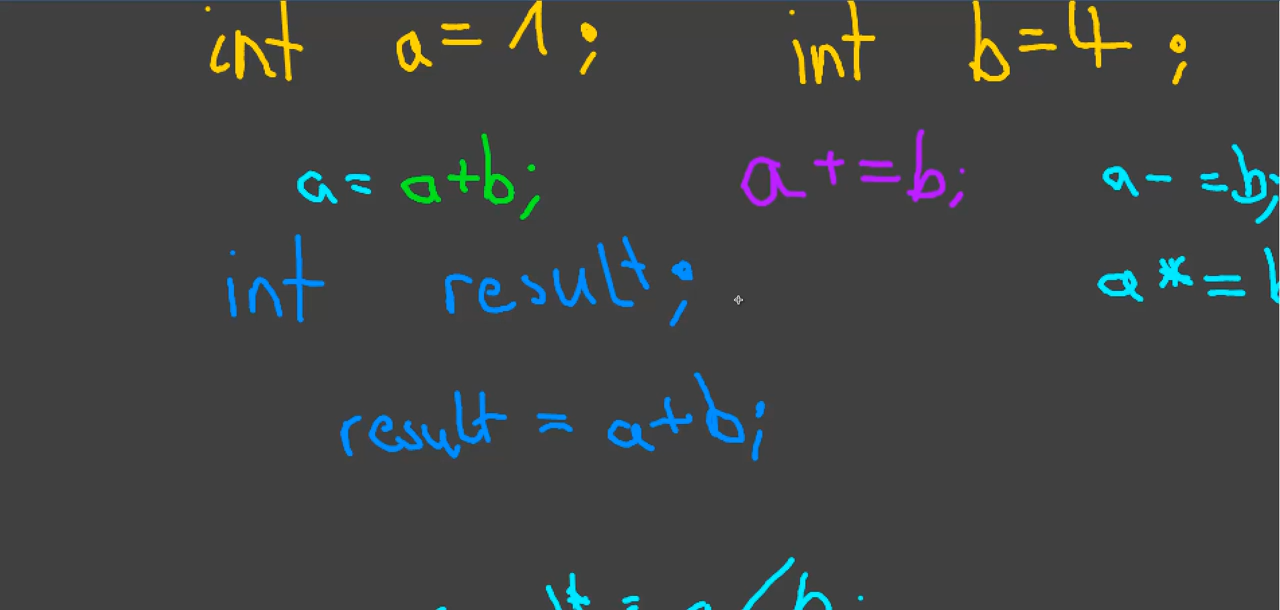 int a=1; int b=4;
a= a+b; a+=b; a-=b;
int result; a*=
result = a+b;
= /b;